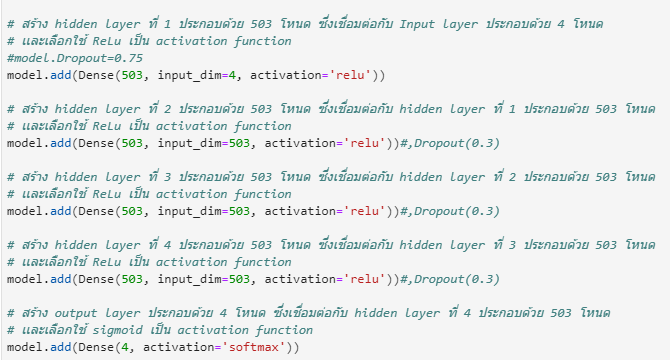 # สร้าง hidden layer ที่ 1 ประกอบด้วย 503 โหนด ซึ่งเชื่อมต่อกับ Input layer ประกอบด้วย 4 โหนด
# และเลือกใช้ ReLu เป็น activation function
#model.Dropout=0.75
model.add(Dense(503, input_dim=4, activation='relu'))
# สร้าง hidden layer ที่ 2 ประกอบด้วย 503 โหนด ซึ่งเชื่อมต่อกับ hidden layer ที่ 1 ประกอบด้วย 503 โหนด
# และเลือกใช้ ReLu เป็น activation function
model.add(Dense(503, input_dim=503, activation='relu'))#,Dropout(0.3)
# สร้าง hidden layer ที่ 3 ประกอบด้วย 503 โหนด ซึ่งเชื่อมต่อกับ hidden layer ที่ 2 ประกอบด้วย 503 โหนด
# และเลือกใช้ ReLu เป็น activation function
model.add(Dense(503, input_dim=503, activation='relu'))#,Dropout(0.3)
# สร้าง hidden layer ที่ 4 ประกอบด้วย 503 โหนด ซึ่งเชื่อมต่อกับ hidden layer ที่ 3 ประกอบด้วย 503 โหนด
# และเลือกใช้ ReLu เป็น activation function
model.add(Dense(503, input_dim=503, activation='relu'))#,Dropout(0.3)
# สร้าง output layer ประกอบด้วย 4 โหนด ซึ่งเชื่อมต่อกับ hidden layer ที่ 4 ประกอบด้วย 503 โหนด
# และเลือกใช้ sigmoid เป็น activation function
model.add(Dense(4, activation='softmax'))